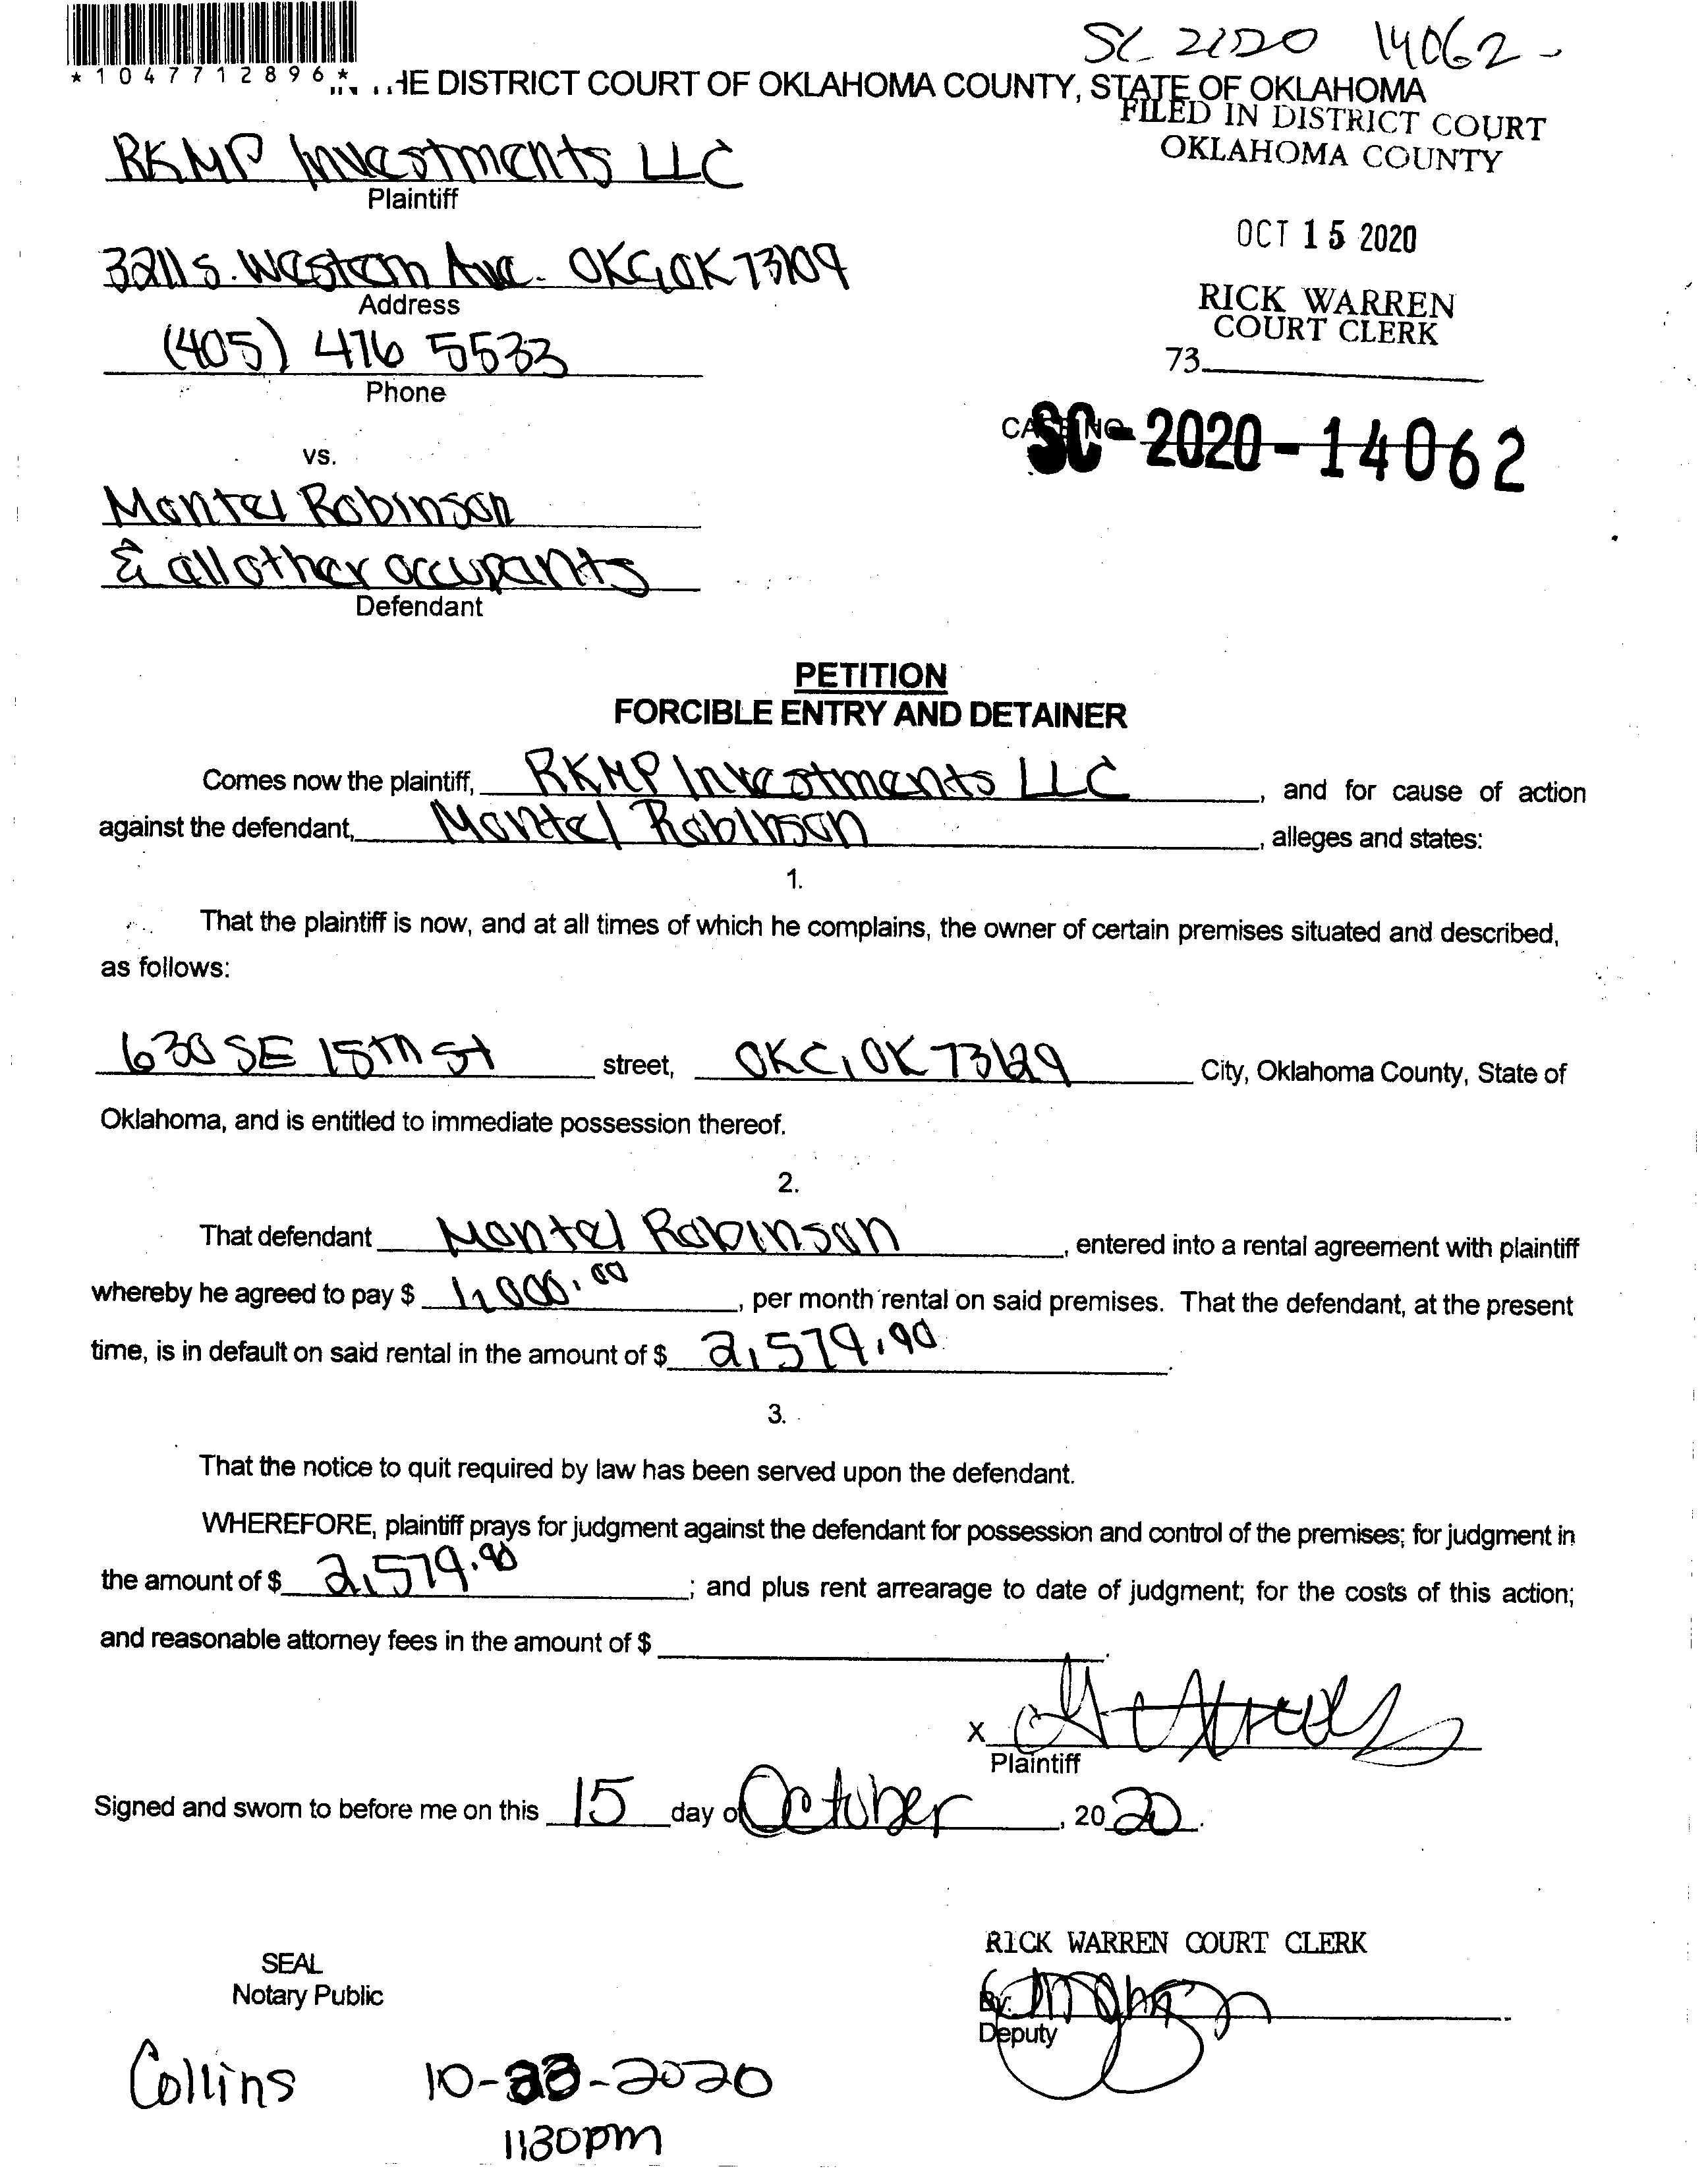 SC 2020 14062 -
*1047712896*
HE DISTRICT COURT OF OKLAHOMA COUNTY, STATE OF OKLAHOMA
FILED IN DISTRICT COURT
OKLAHOMA COUNTY
RKMP Investments LLC
Plaintiff
OCT 15 2020
3211 S. Western Ave. OKC, OK 73109
Address
RICK WARREN
COURT CLERK
(405) 476 5533
Phone
73
CASE NO. SC-2020-14062
vs.
Montel Robinson
& all other occupants
Defendant
PETITION
FORCIBLE ENTRY AND DETAINER
Comes now the plaintiff, RKMP Investments LLC, and for cause of action
against the defendant, Montel Robinson, alleges and states:
1.
That the plaintiff is now, and at all times of which he complains, the owner of certain premises situated and described,
as follows:
630 SE 15th St street, OKC, OK 73129 City, Oklahoma County, State of
Oklahoma, and is entitled to immediate possession thereof.
2.
That defendant Montel Robinson, entered into a rental agreement with plaintiff
whereby he agreed to pay $ 1,000.00, per month rental on said premises. That the defendant, at the present
time, is in default on said rental in the amount of $ 2,579.90.
3.
That the notice to quit required by law has been served upon the defendant.
WHEREFORE, plaintiff prays for judgment against the defendant for possession and control of the premises; for judgment in
the amount of $ 2,579.90; and plus rent arrearage to date of judgment; for the costs of this action;
and reasonable attorney fees in the amount of $
X
Plaintiff
Signed and sworn to before me on this 15 day of October, 2020.
RICK WARREN COURT CLERK
SEAL
Notary Public
By:
Deputy
Collins 10-23-2020
1:30pm